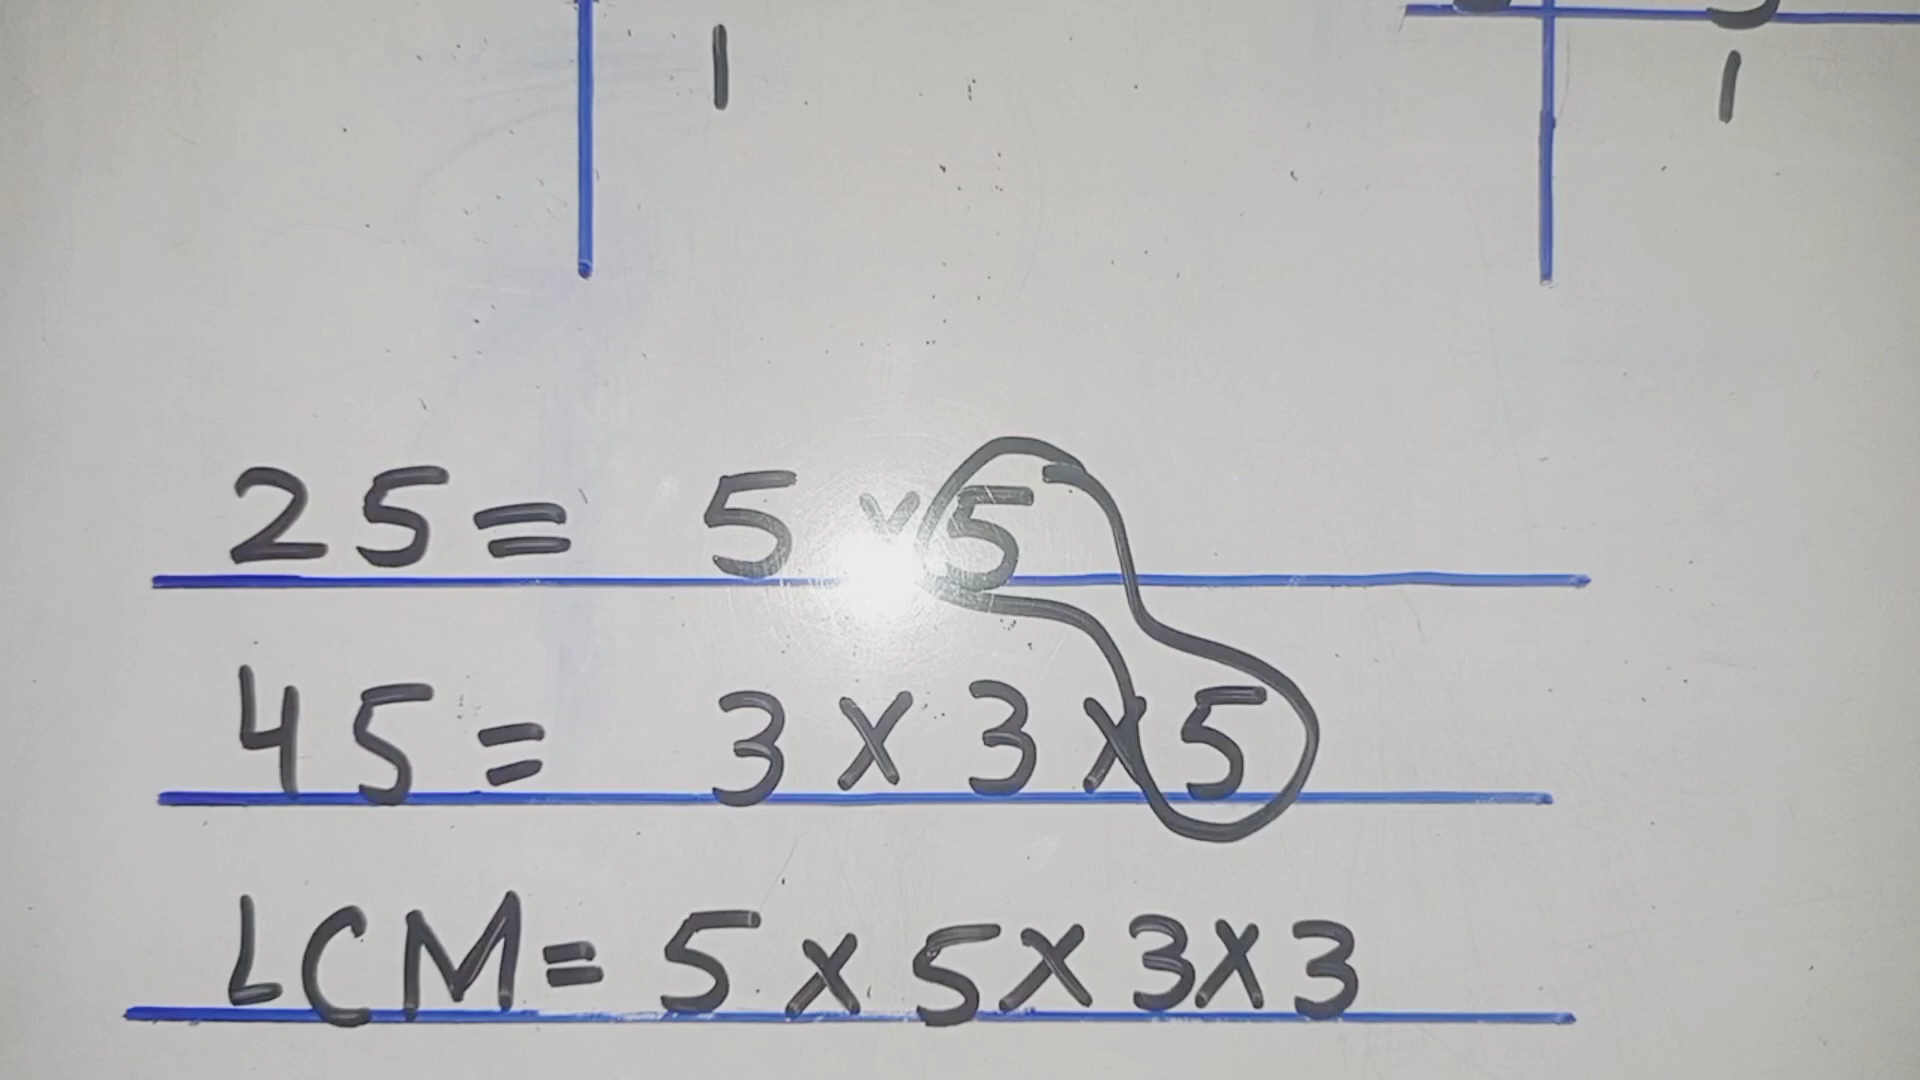 1 1
25 = 5 × 5
45 = 3 × 3 × 5
LCM = 5 × 5 × 3 × 3